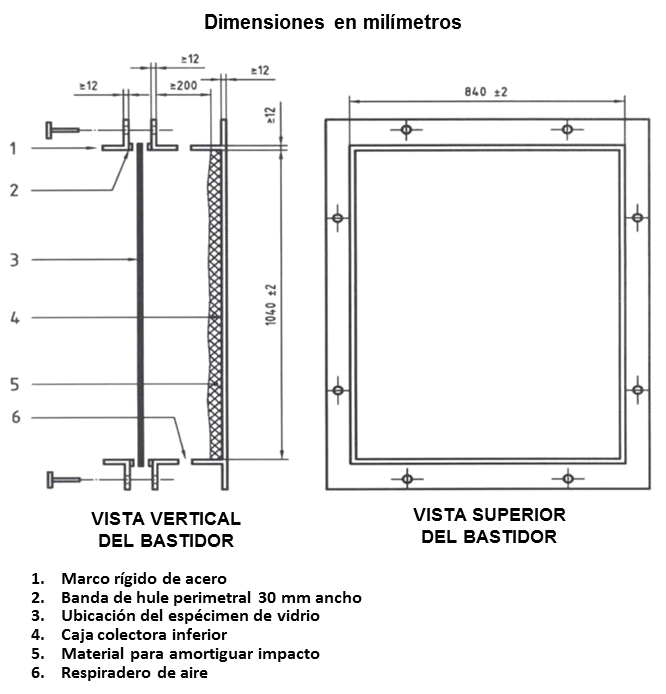 Dimensiones en milímetros
≥12
≥12
≥200
≥12
≥12
840 ±2
1
2
3
4
5
6
1040 ±2
VISTA VERTICAL
DEL BASTIDOR
VISTA SUPERIOR
DEL BASTIDOR
1. Marco rígido de acero
2. Banda de hule perimetral 30 mm ancho
3. Ubicación del espécimen de vidrio
4. Caja colectora inferior
5. Material para amortiguar impacto
6. Respiradero de aire